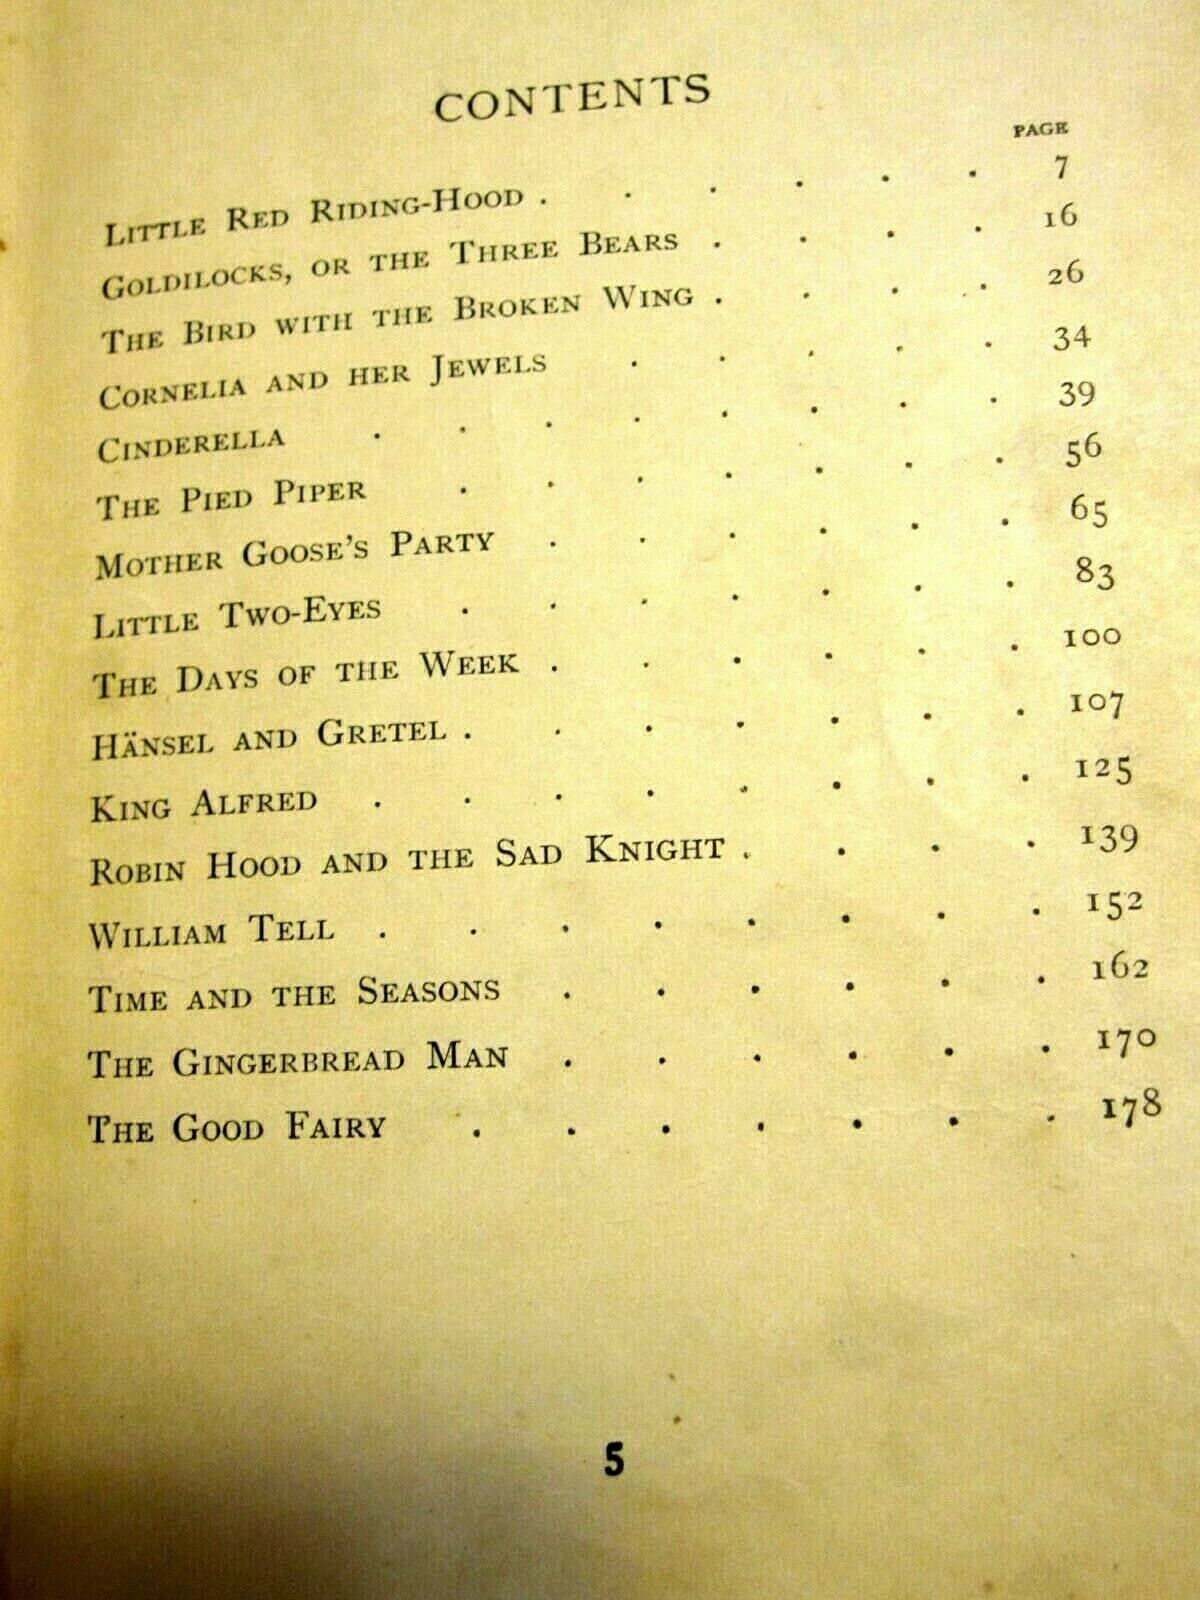 CONTENTS
PAGE
LITTLE RED RIDING-HOOD . . . . . . 7
GOLDILOCKS, OR THE THREE BEARS . . . . 16
THE BIRD WITH THE BROKEN WING . . . . 26
CORNELIA AND HER JEWELS . . . . . 34
CINDERELLA . . . . . . . . 39
THE PIED PIPER . . . . . . . 56
MOTHER GOOSE'S PARTY . . . . . . 65
LITTLE TWO-EYES . . . . . . . 83
THE DAYS OF THE WEEK . . . . . . 100
HÄNSEL AND GRETEL . . . . . . . 107
KING ALFRED . . . . . . . . 125
ROBIN HOOD AND THE SAD KNIGHT . . . . 139
WILLIAM TELL . . . . . . . . 152
TIME AND THE SEASONS . . . . . . 162
THE GINGERBREAD MAN . . . . . . 170
THE GOOD FAIRY . . . . . . . 178
5